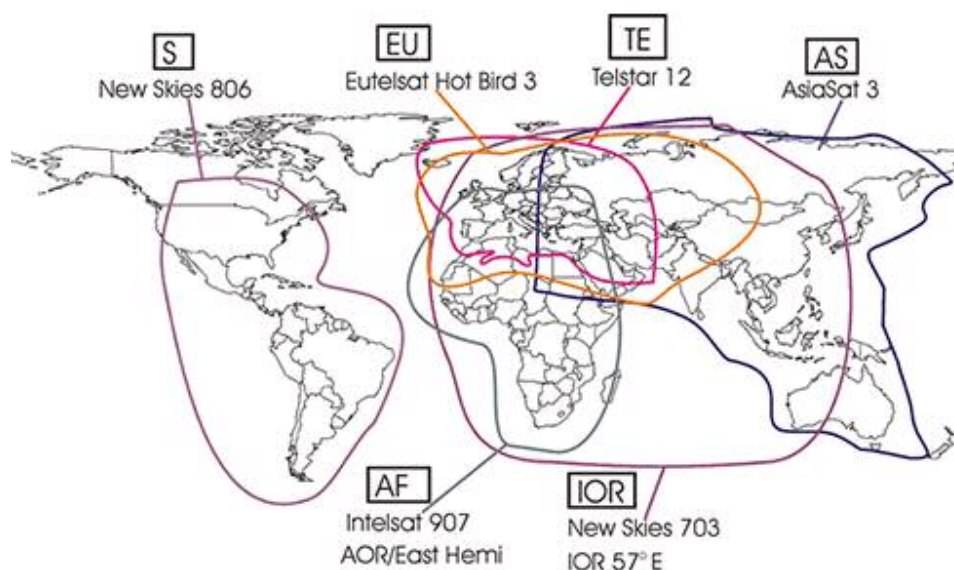 S
New Skies 806
EU
Eutelsat Hot Bird 3
TE
Telstar 12
AS
AsiaSat 3
AF
Intelsat 907
AOR/East Hemi
IOR
New Skies 703
IOR 57° E